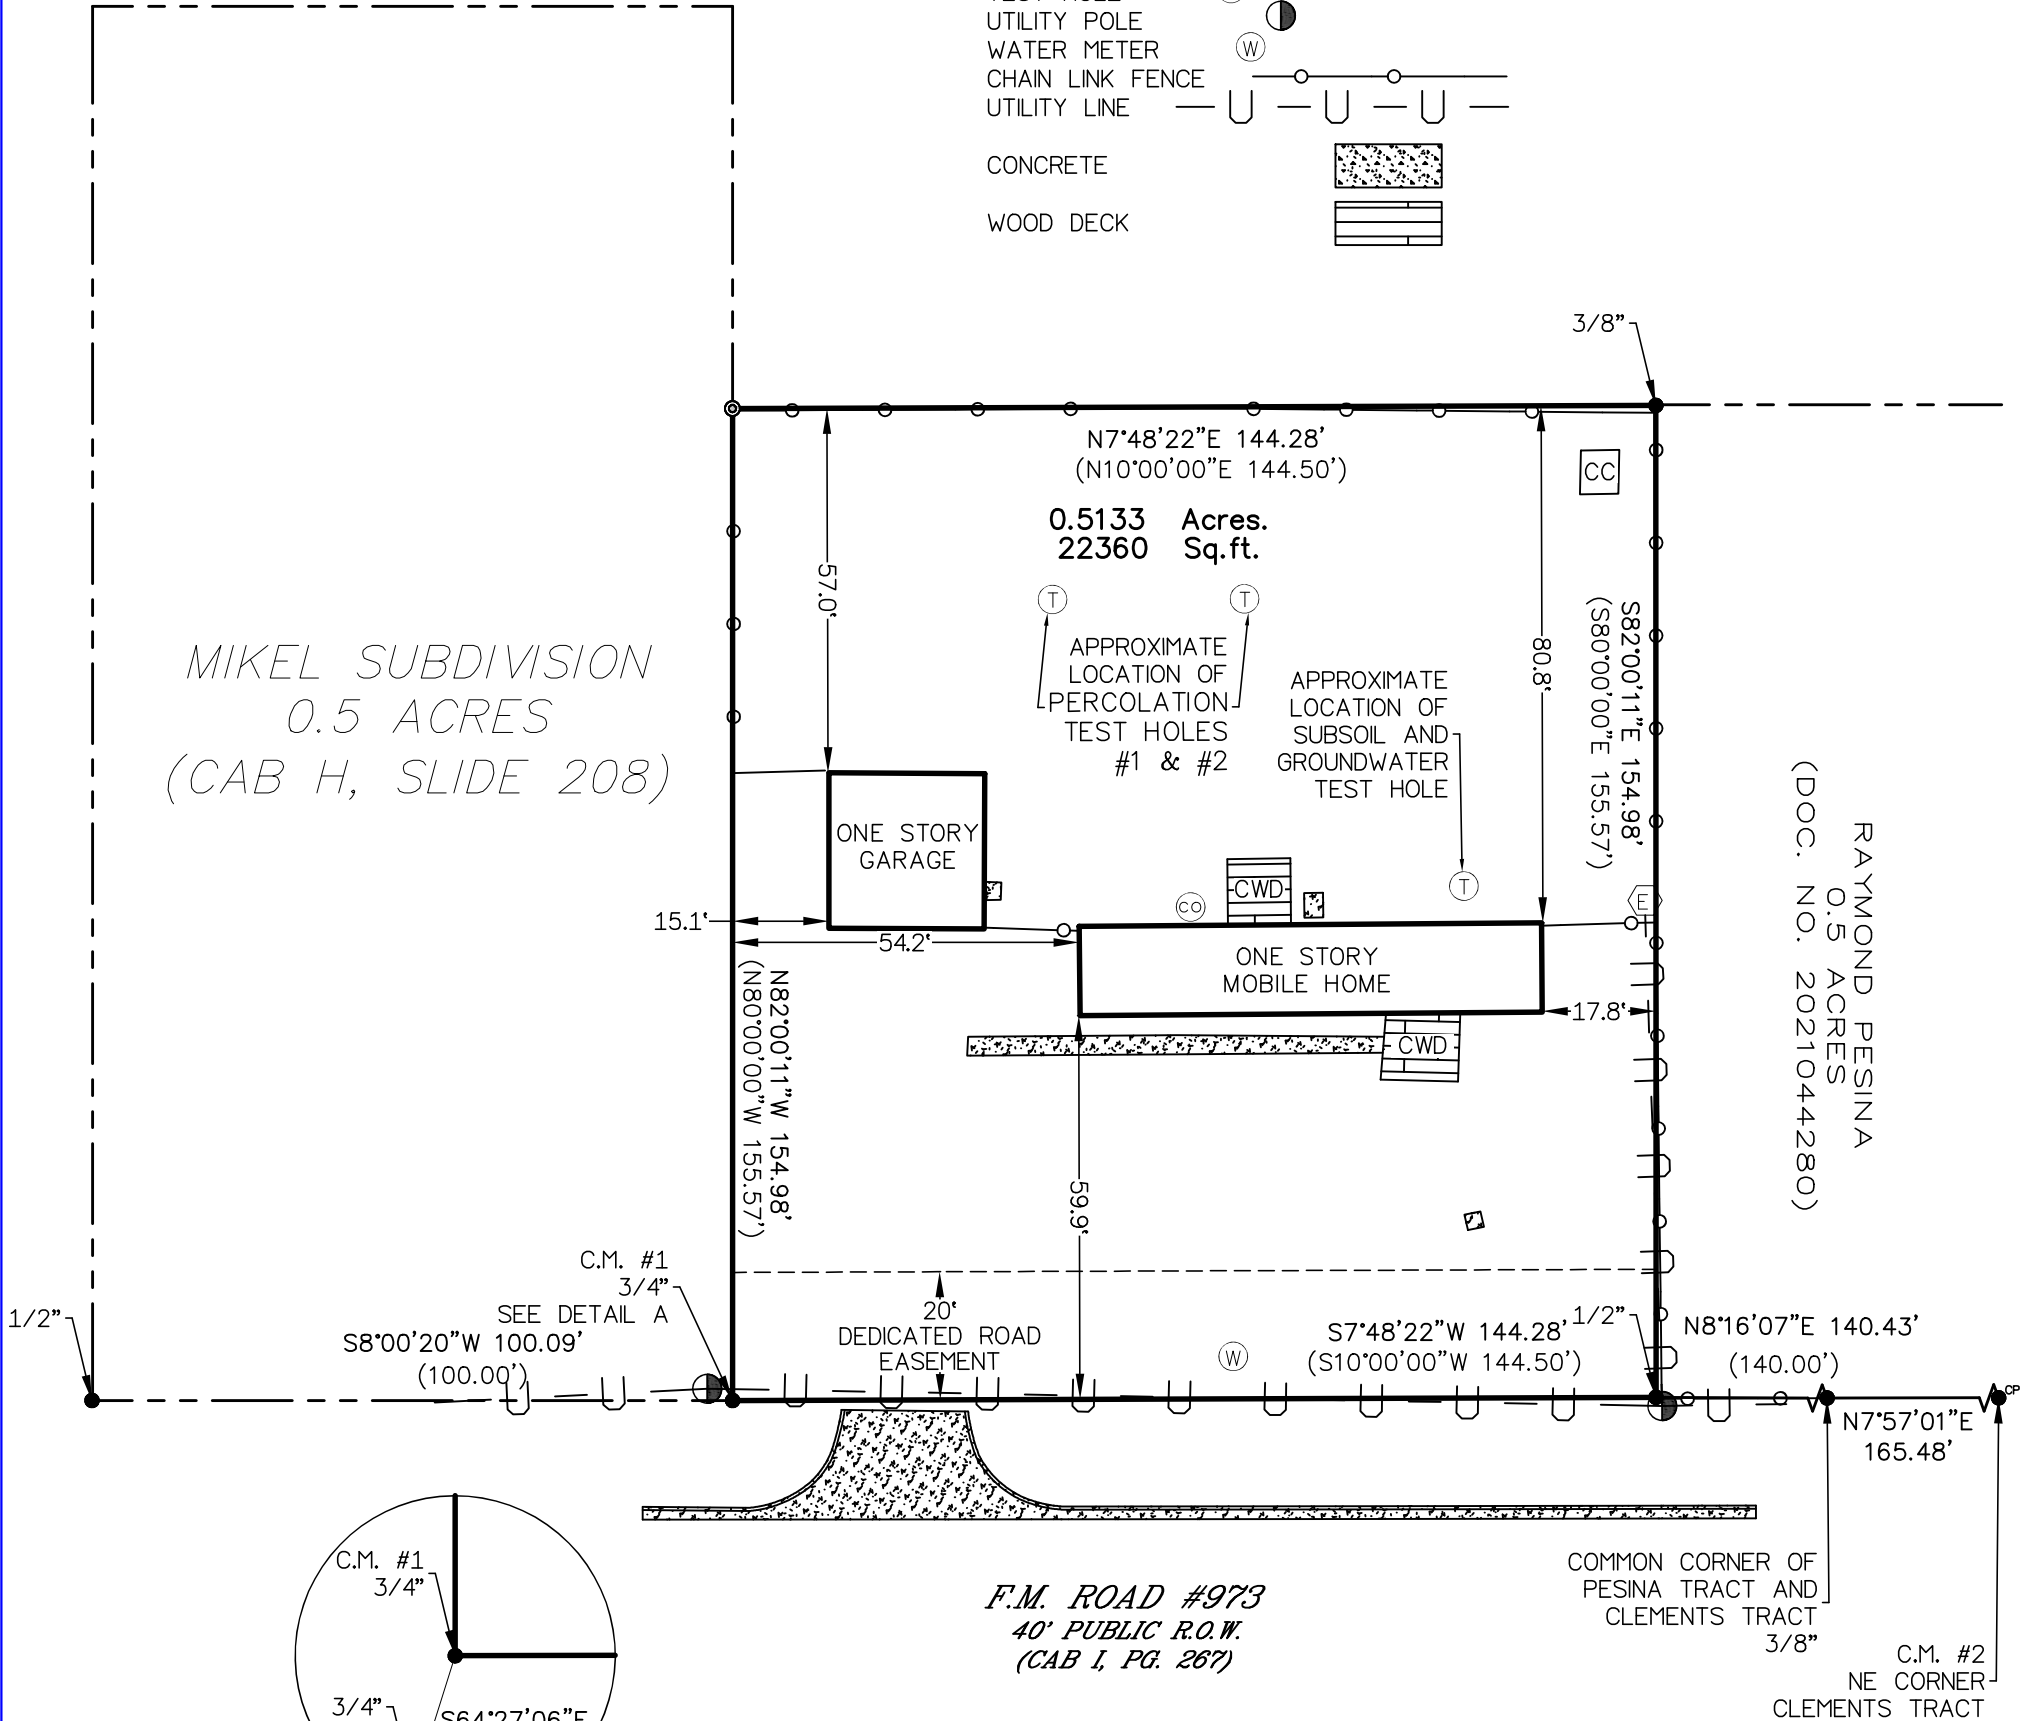 UTILITY POLE
WATER METER W
CHAIN LINK FENCE
UTILITY LINE
CONCRETE
WOOD DECK
3/8"
N7°48'22"E 144.28'
(N10°00'00"E 144.50')
CC
0.5133 Acres.
22360 Sq.ft.
57.0'
80.8'
S82°00'11"E 154.98'
(S80°00'00"E 155.57')
T
T
APPROXIMATE
LOCATION OF
PERCOLATION
TEST HOLES
#1 & #2
APPROXIMATE
LOCATION OF
SUBSOIL AND
GROUNDWATER
TEST HOLE
T
MIKEL SUBDIVISION
0.5 ACRES
(CAB H, SLIDE 208)
RAYMOND PESINA
0.5 ACRES
(DOC. NO. 2021044280)
ONE STORY
GARAGE
CWD
CO
E
15.1'
54.2'
ONE STORY
MOBILE HOME
17.8'
CWD
N82°00'11"W 154.98'
(N80°00'00"W 155.57')
59.9'
C.M. #1
3/4"
SEE DETAIL A
1/2"
S8°00'20"W 100.09'
(100.00')
20'
DEDICATED ROAD
EASEMENT
W
S7°48'22"W 144.28'
(S10°00'00"W 144.50')
1/2"
N8°16'07"E 140.43'
(140.00')
CP
N7°57'01"E
165.48'
C.M. #1
3/4"
3/4"
S64°27'06"E
F.M. ROAD #973
40' PUBLIC R.O.W.
(CAB I, PG. 267)
COMMON CORNER OF
PESINA TRACT AND
CLEMENTS TRACT
3/8"
C.M. #2
NE CORNER
CLEMENTS TRACT